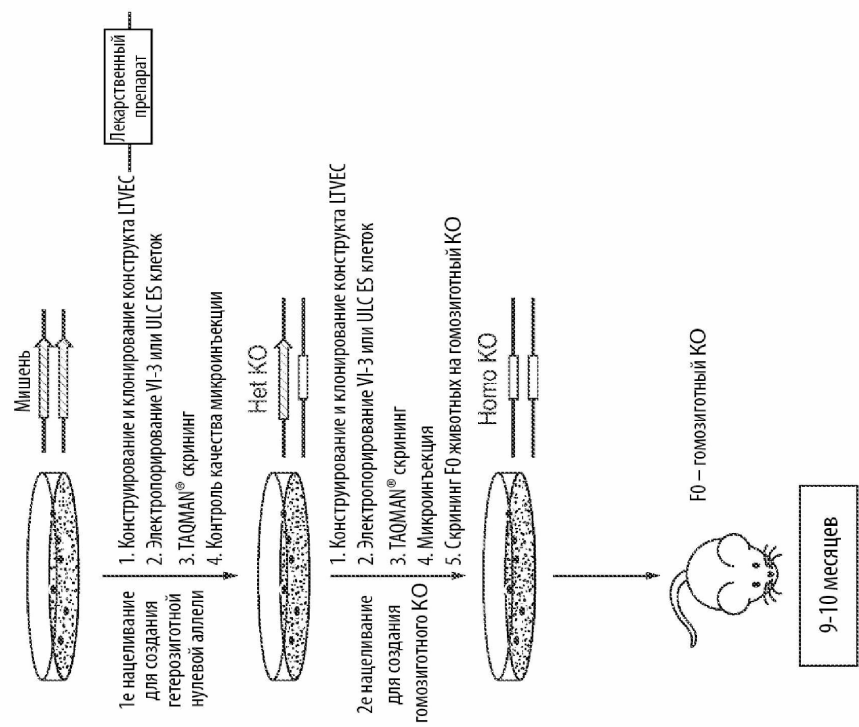 Мишень
Лекарственный
препарат
1е нацеливание
для создания
гетерозиготной
нулевой аллели
1. Конструирование и клонирование конструкта LTVEC
2. Электропорирование VI-3 или ULC ES клеток
3. TAQMAN® скрининг
4. Контроль качества микроинъекции
Het KO
2е нацеливание
для создания
гомозиготного KO
1. Конструирование и клонирование конструкта LTVEC
2. Электропорирование VI-3 или ULC ES клеток
3. TAQMAN® скрининг
4. Микроинъекция
5. Скрининг F0 животных на гомозиготный KO
Homo KO
F0 – гомозиготный KO
9-10 месяцев